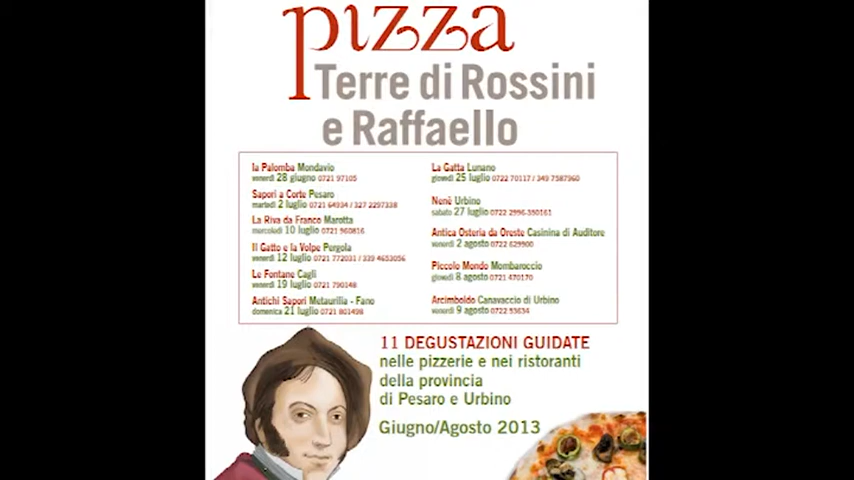 pizza
Terre di Rossini
e Raffaello
la Palomba Mondavio
venerdì 28 giugno 0721 97105
Sapori a Corte Pesaro
martedì 2 luglio 0721 64934 / 327 2297338
La Riva da Franco Marotta
mercoledì 10 luglio 0721 960816
Il Gatto e la Volpe Pergola
venerdì 12 luglio 0721 772031 / 339 4653056
Le Fontane Cagli
venerdì 19 luglio 0721 790148
Antichi Sapori Metaurilia - Fano
domenica 21 luglio 0721 801498
La Gatta Lunano
giovedì 25 luglio 0722 70117 / 349 7587960
Nenè Urbino
sabato 27 luglio 0722 2996-350161
Antica Osteria da Oreste Casinina di Auditore
venerdì 2 agosto 0722 629900
Piccolo Mondo Mombaroccio
giovedì 8 agosto 0721 470170
Arcimboldo Canavaccio di Urbino
venerdì 9 agosto 0722 53634
11 DEGUSTAZIONI GUIDATE
nelle pizzerie e nei ristoranti
della provincia
di Pesaro e Urbino
Giugno/Agosto 2013